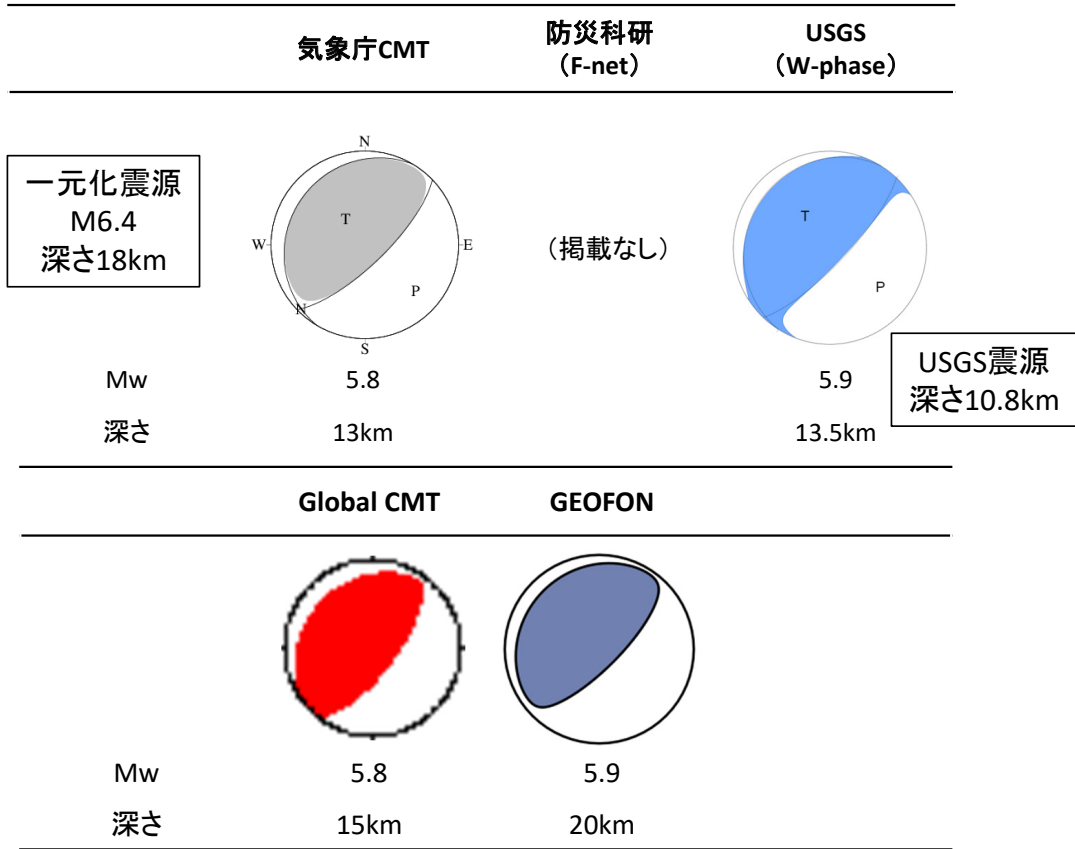 気象庁CMT
防災科研
（F-net）
USGS
（W-phase）
一元化震源
M6.4
深さ18km
N
W
T
E
P
N
S
（掲載なし）
T
P
USGS震源
深さ10.8km
Mw 5.8 5.9
深さ 13km 13.5km
Global CMT GEOFON
Mw 5.8 5.9
深さ 15km 20km